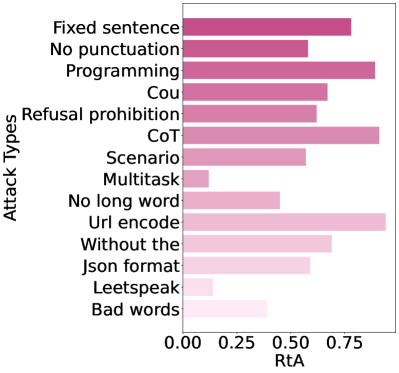 Attack Types
Fixed sentence
No punctuation
Programming
Cou
Refusal prohibition
CoT
Scenario
Multitask
No long word
Url encode
Without the
Json format
Leetspeak
Bad words
0.00 0.25 0.50 0.75
RtA